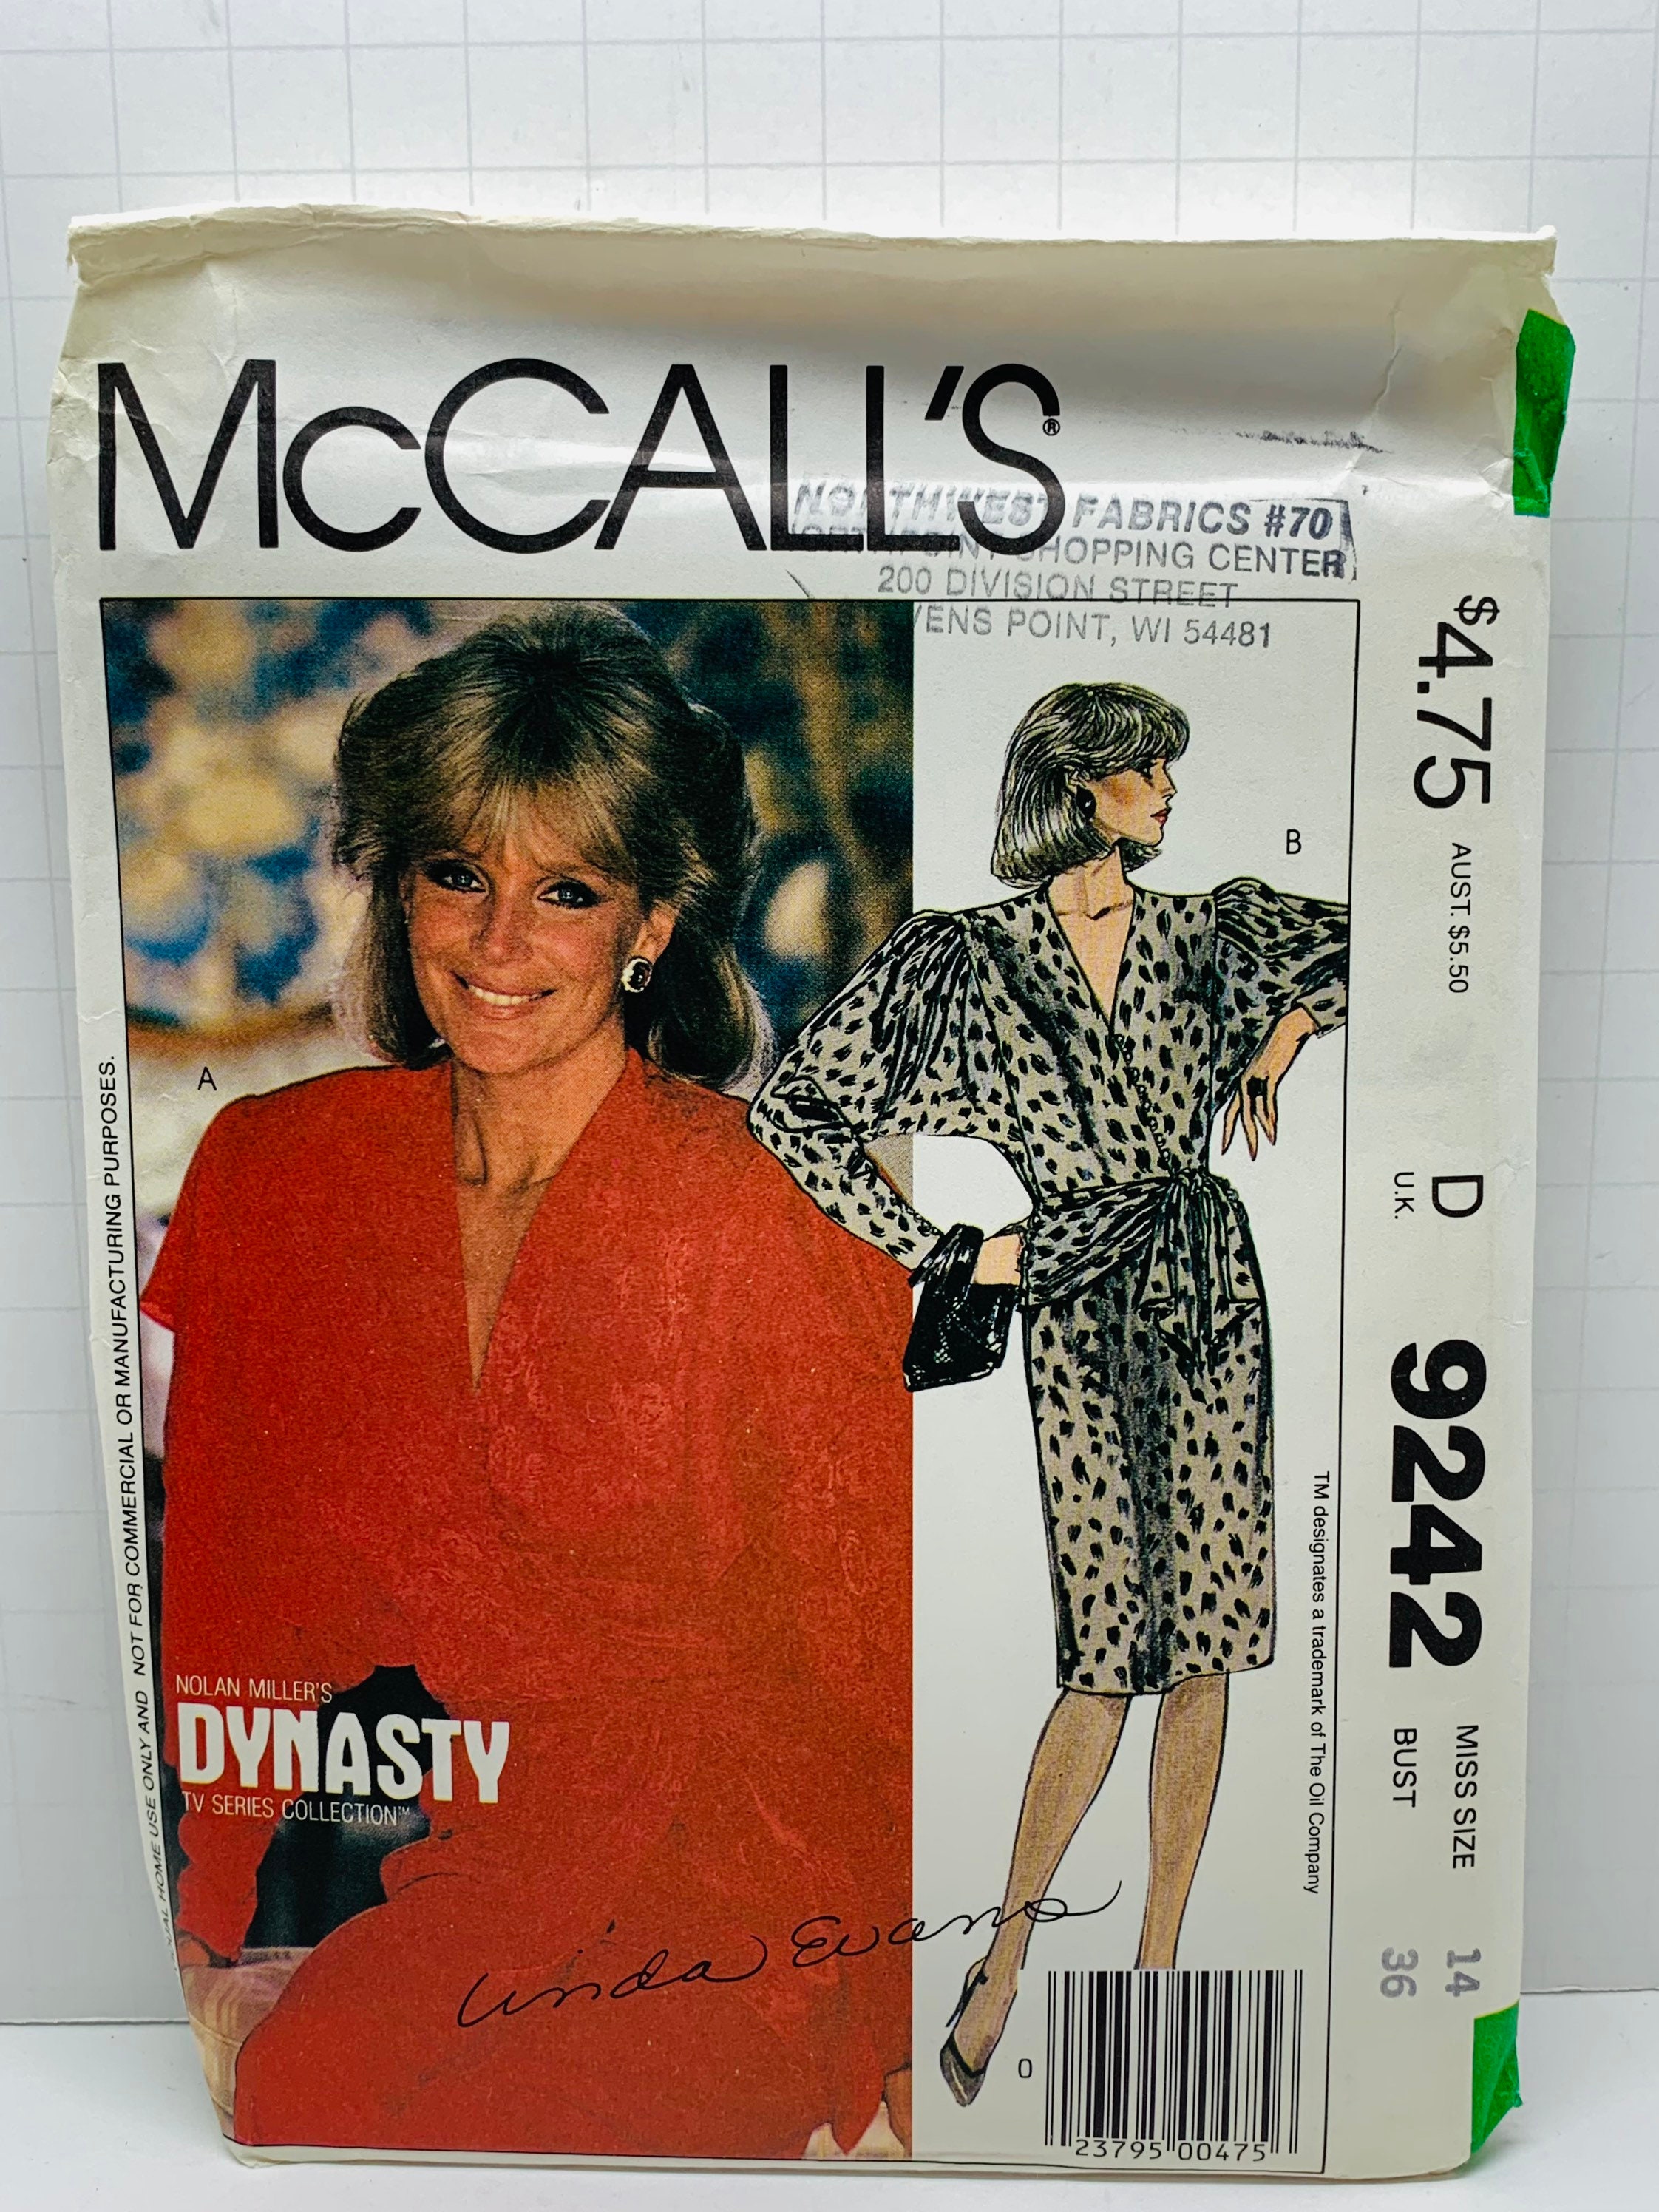 McCALL'S®
NORTHWEST FABRICS #70
SHOPPING CENTER
200 DIVISION STREET
POINT, WI 54481
$4.75 AUST. $5.50
D
U.K.
9242
MISS SIZE 14
BUST 36
B
A
HOME USE ONLY AND NOT FOR COMMERCIAL OR MANUFACTURING PURPOSES.
TM designates a trademark of The Oil Company
NOLAN MILLER'S
DYNASTY
TV SERIES COLLECTION™
Linda Evans
0
23795 00475